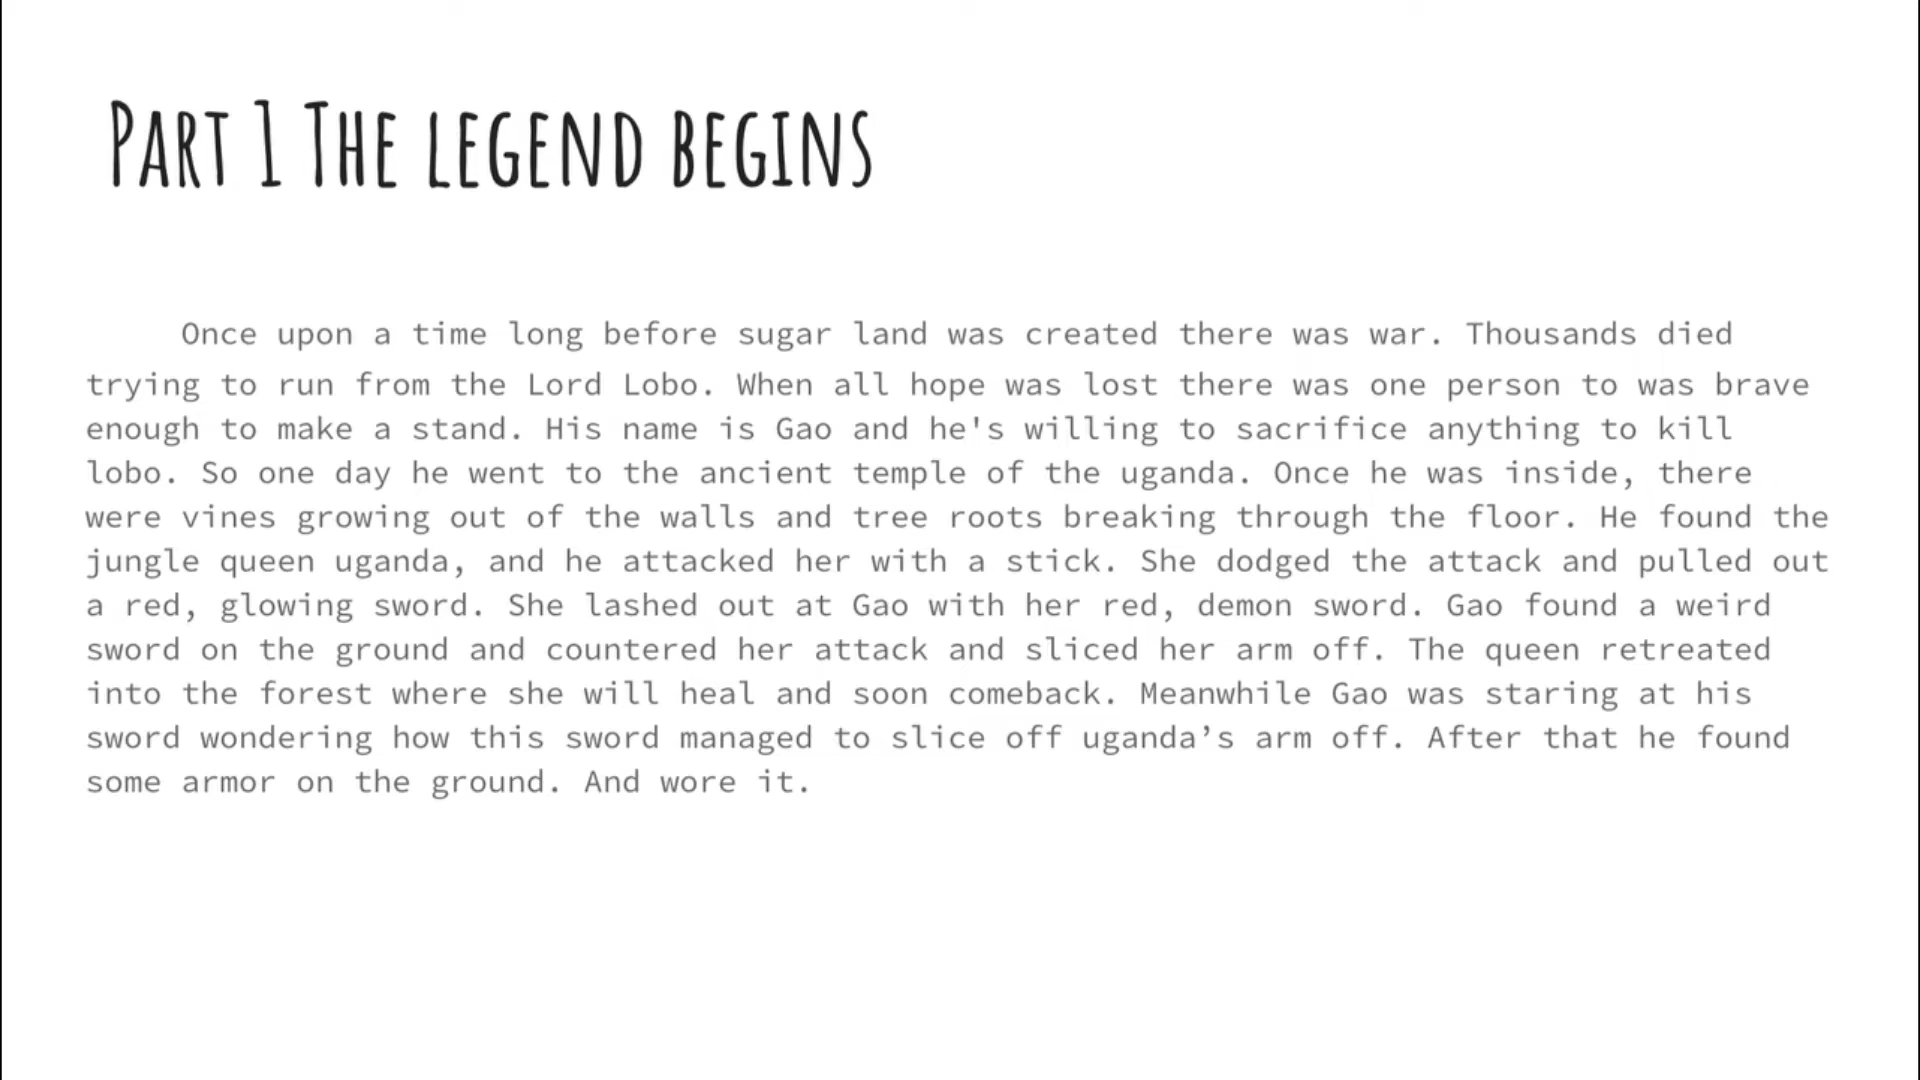 Part 1 The legend begins
Once upon a time long before sugar land was created there was war. Thousands died
trying to run from the Lord Lobo. When all hope was lost there was one person to was brave
enough to make a stand. His name is Gao and he's willing to sacrifice anything to kill
lobo. So one day he went to the ancient temple of the uganda. Once he was inside, there
were vines growing out of the walls and tree roots breaking through the floor. He found the
jungle queen uganda, and he attacked her with a stick. She dodged the attack and pulled out
a red, glowing sword. She lashed out at Gao with her red, demon sword. Gao found a weird
sword on the ground and countered her attack and sliced her arm off. The queen retreated
into the forest where she will heal and soon comeback. Meanwhile Gao was staring at his
sword wondering how this sword managed to slice off uganda’s arm off. After that he found
some armor on the ground. And wore it.